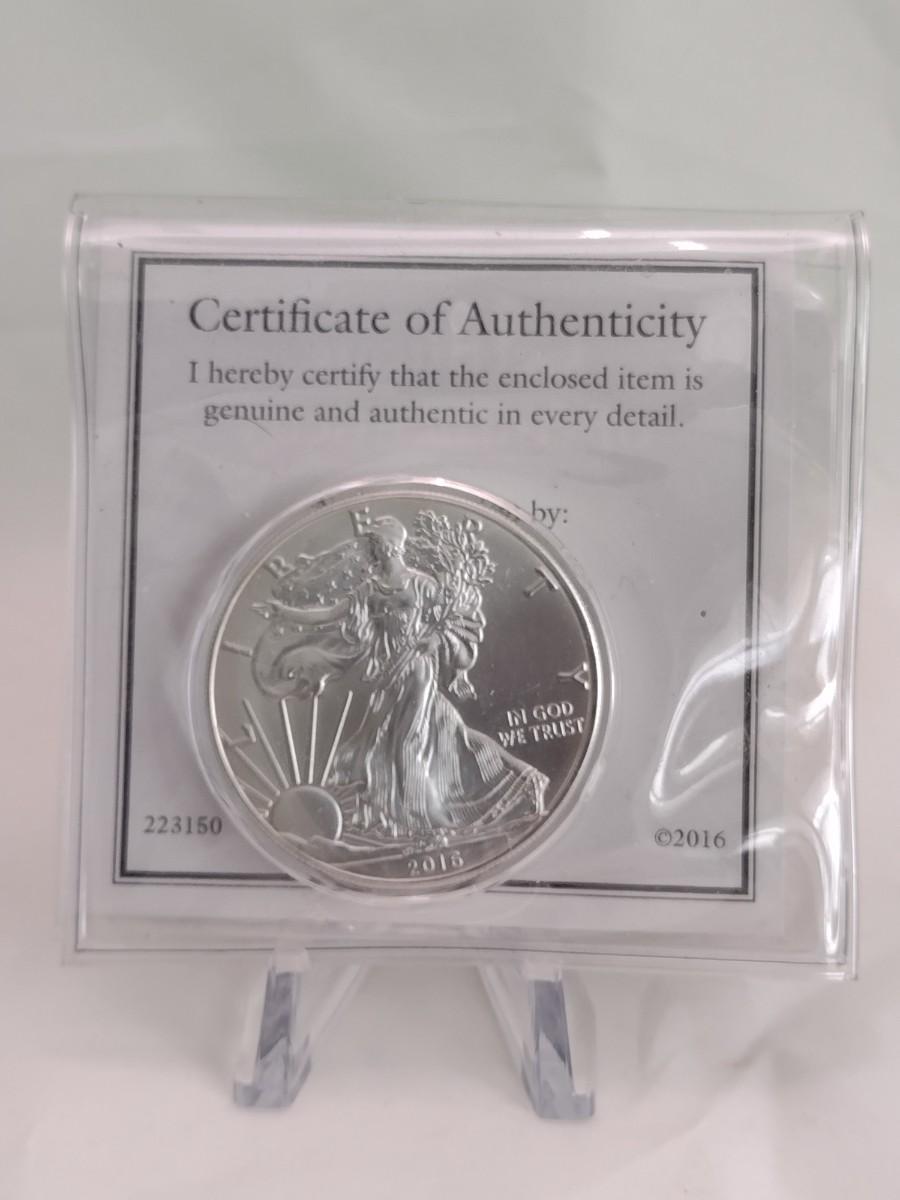 Certificate of Authenticity
I hereby certify that the enclosed item is
genuine and authentic in every detail.
by:
LIBERTY
IN GOD
WE TRUST
223150
©2016
2016